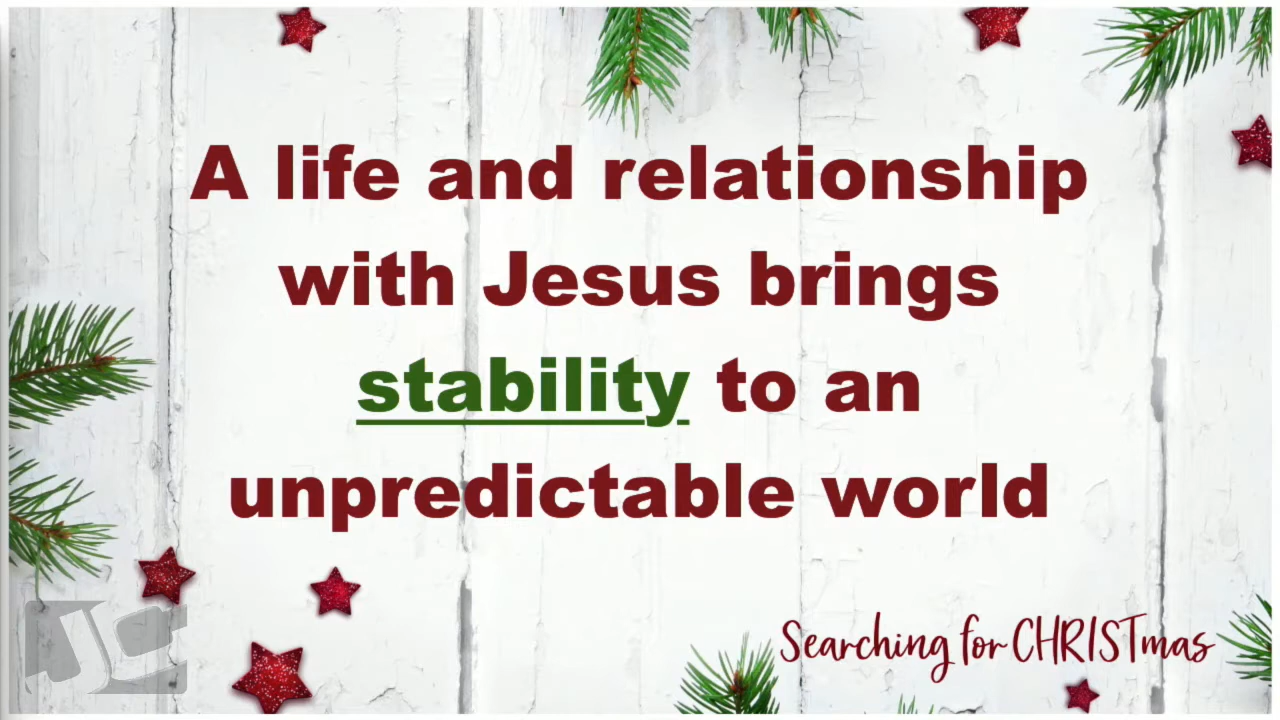 A life and relationship
with Jesus brings
stability to an
unpredictable world
Searching for CHRISTmas